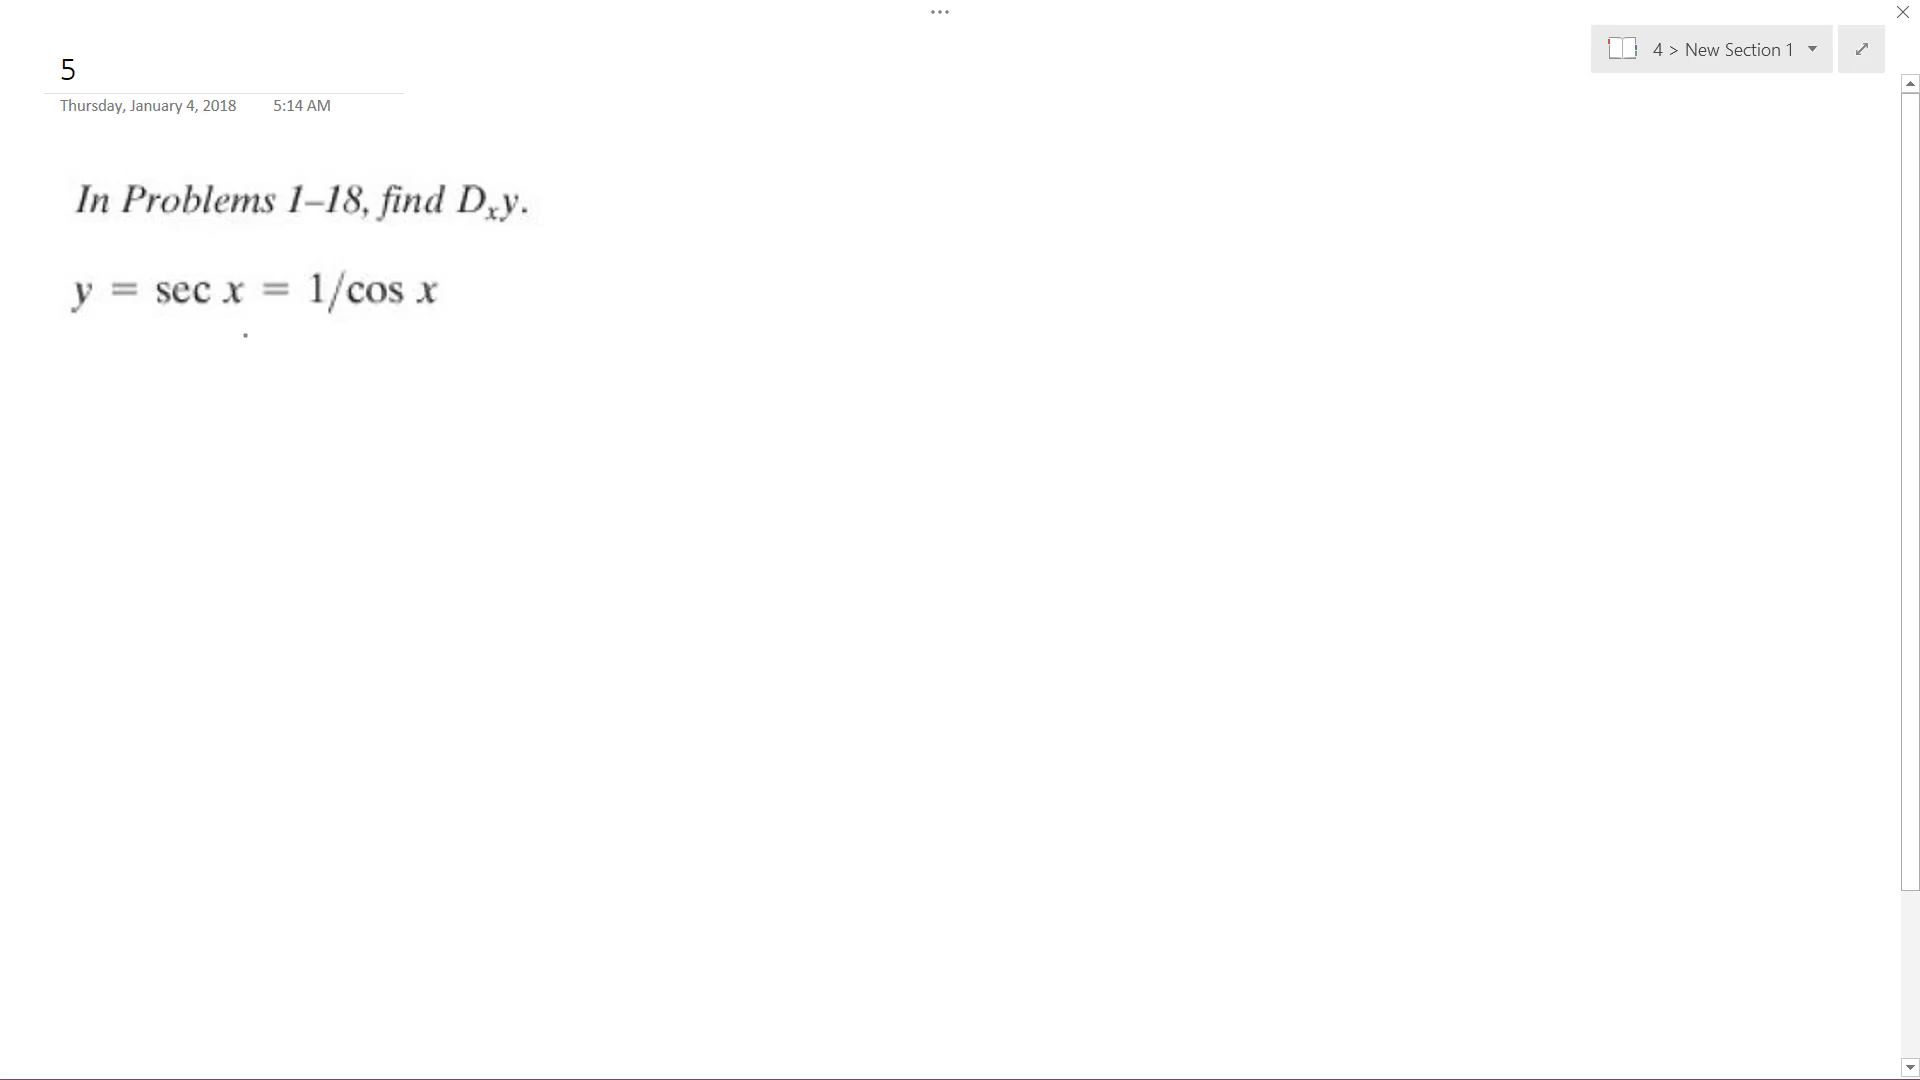 ...
4 > New Section 1
5
Thursday, January 4, 2018 5:14 AM
In Problems 1–18, find Dₓy.
y = sec x = 1/cos x